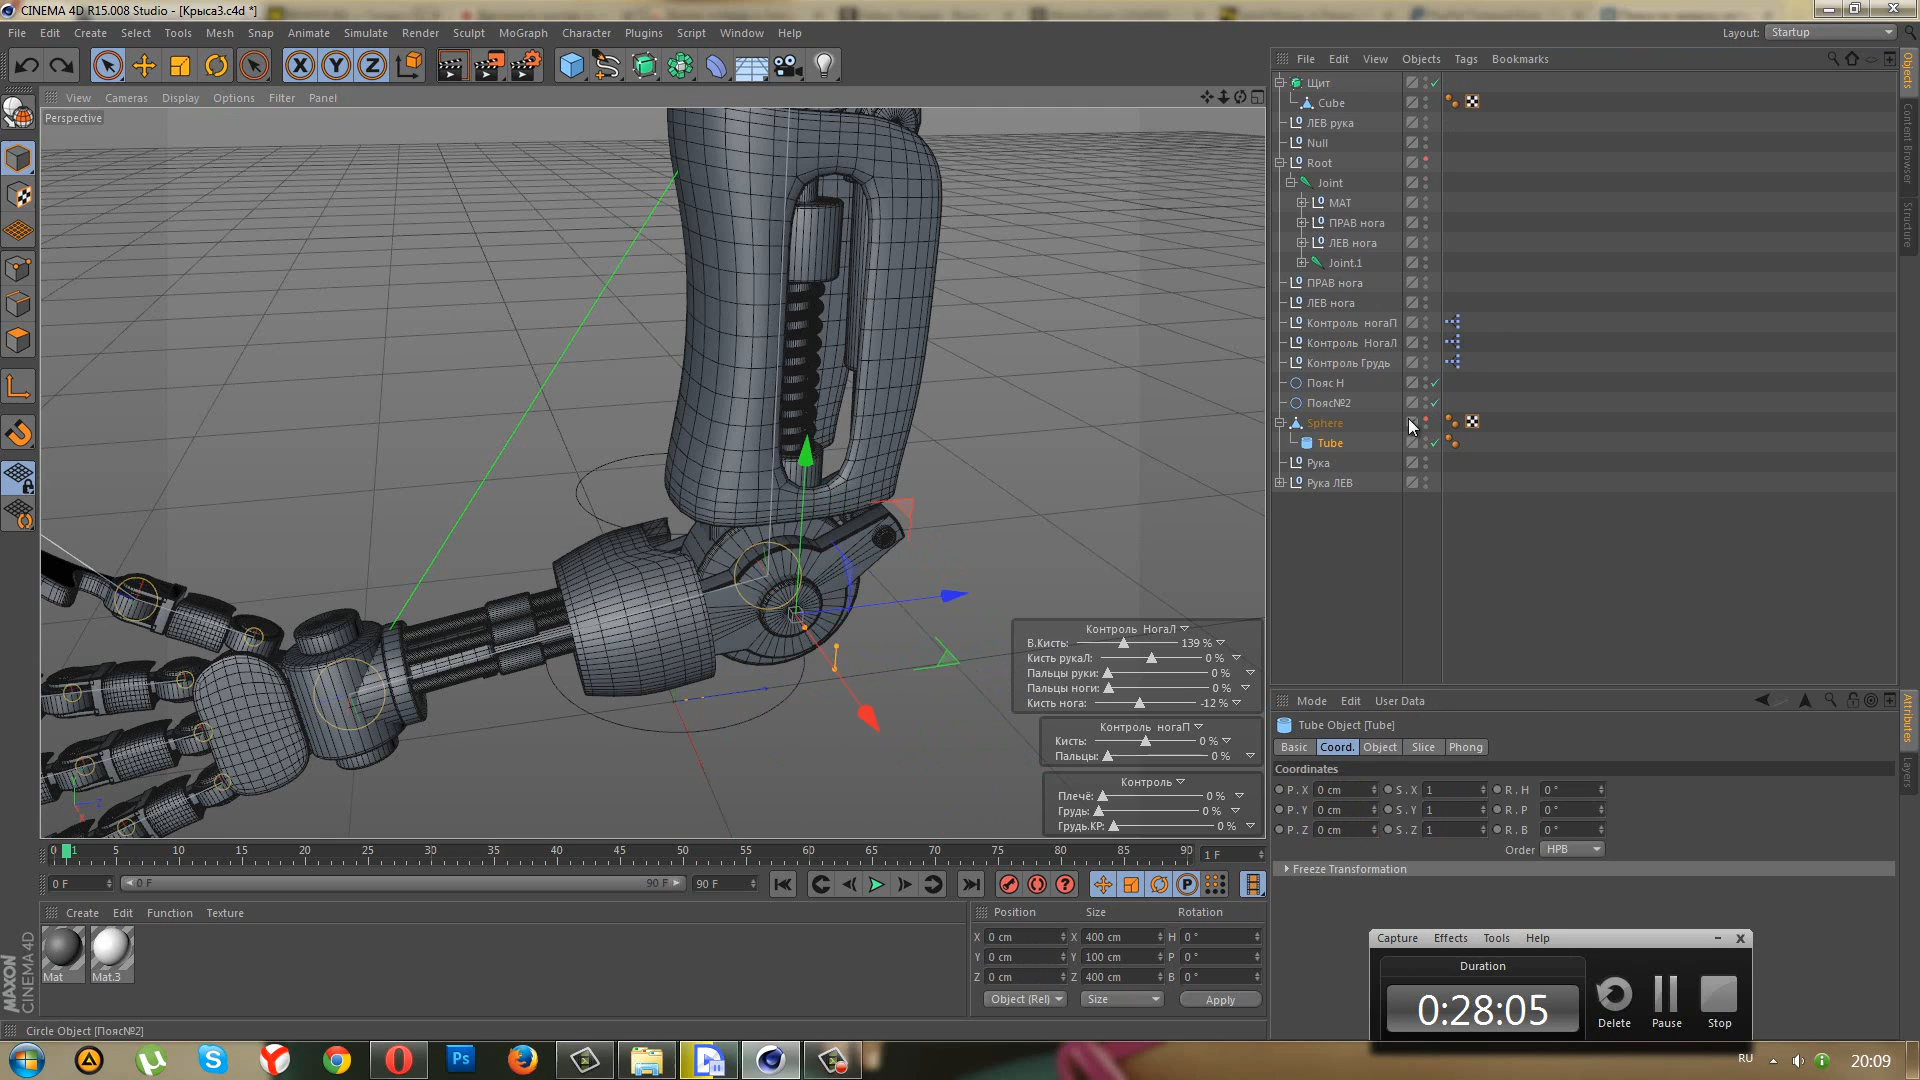 CINEMA 4D R15.008 Studio - [Крыса3.c4d *]
File Edit Create Select Tools Mesh Snap Animate Simulate Render Sculpt MoGraph Character Plugins Script Window Help
Layout: Startup
X Y Z
View Cameras Display Options Filter Panel
Perspective
File Edit View Objects Tags Bookmarks
Щит
Cube
ЛЕВ рука
Null
Root
Joint
МАТ
ПРАВ нога
ЛЕВ нога
Joint.1
ПРАВ нога
ЛЕВ нога
Контроль ногаП
Контроль НогаЛ
Контроль Грудь
Пояс Н
Пояс№2
Sphere
Tube
Рука
Рука ЛЕВ
Objects
Content Browser
Structure
Контроль НогаЛ
В.Кисть: 139 %
Кисть рукаЛ: 0 %
Пальцы руки: 0 %
Пальцы ноги: 0 %
Кисть нога: -12 %
Контроль ногаП
Кисть: 0 %
Пальцы: 0 %
Контроль
Плечё: 0 %
Грудь: 0 %
Грудь.КР: 0 %
Mode Edit User Data
Tube Object [Tube]
Basic Coord. Object Slice Phong
Coordinates
P . X 0 cm S . X 1 R . H 0 °
P . Y 0 cm S . Y 1 R . P 0 °
P . Z 0 cm S . Z 1 R . B 0 °
Order HPB
Freeze Transformation
Attributes
Layers
0 1 5 10 15 20 25 30 35 40 45 50 55 60 65 70 75 80 85 90 1 F
0 F 0 F 90 F 90 F
Create Edit Function Texture
Mat Mat.3
MAXON
CINEMA 4D
Position Size Rotation
X 0 cm X 400 cm H 0 °
Y 0 cm Y 100 cm P 0 °
Z 0 cm Z 400 cm B 0 °
Object (Rel) Size Apply
Circle Object [Пояс№2]
Capture Effects Tools Help
Duration
0:28:05
Delete Pause Stop
Ps
RU 20:09